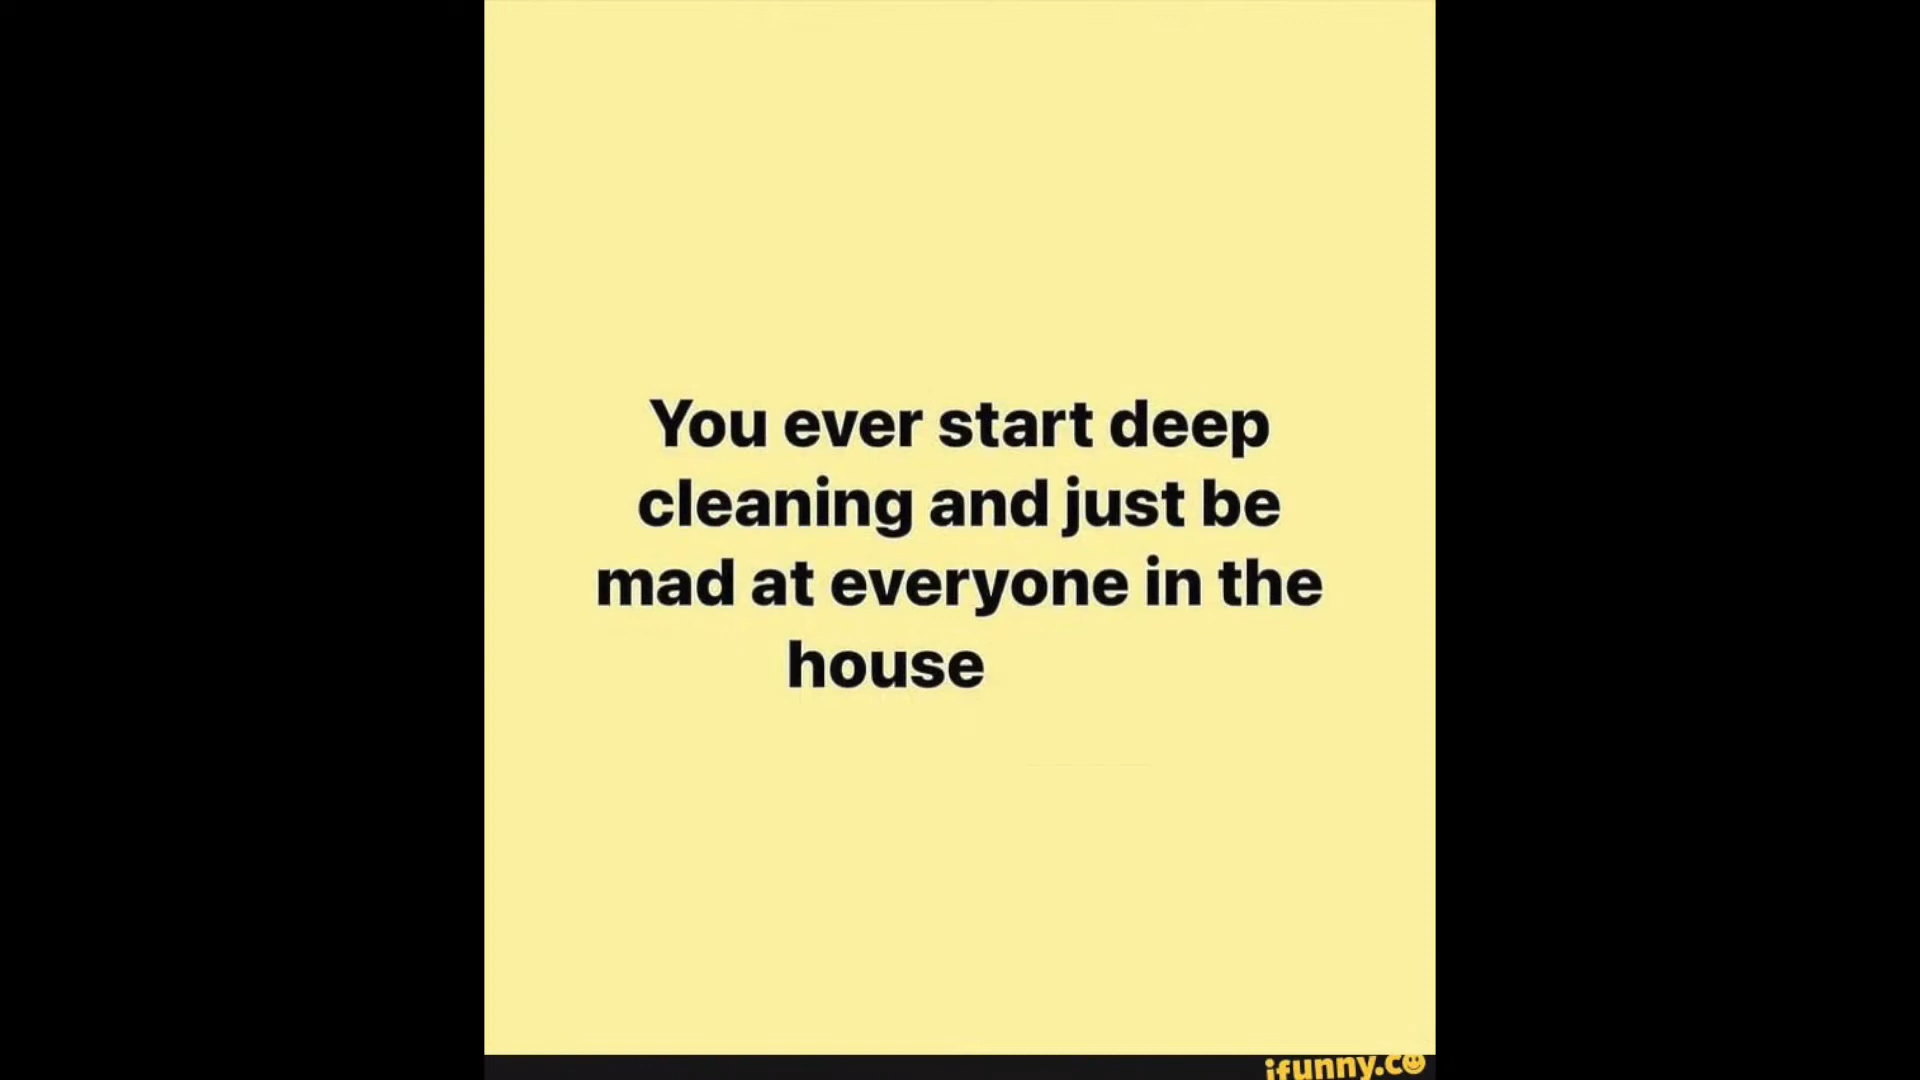 You ever start deep
cleaning and just be
mad at everyone in the
house
ifunny.co